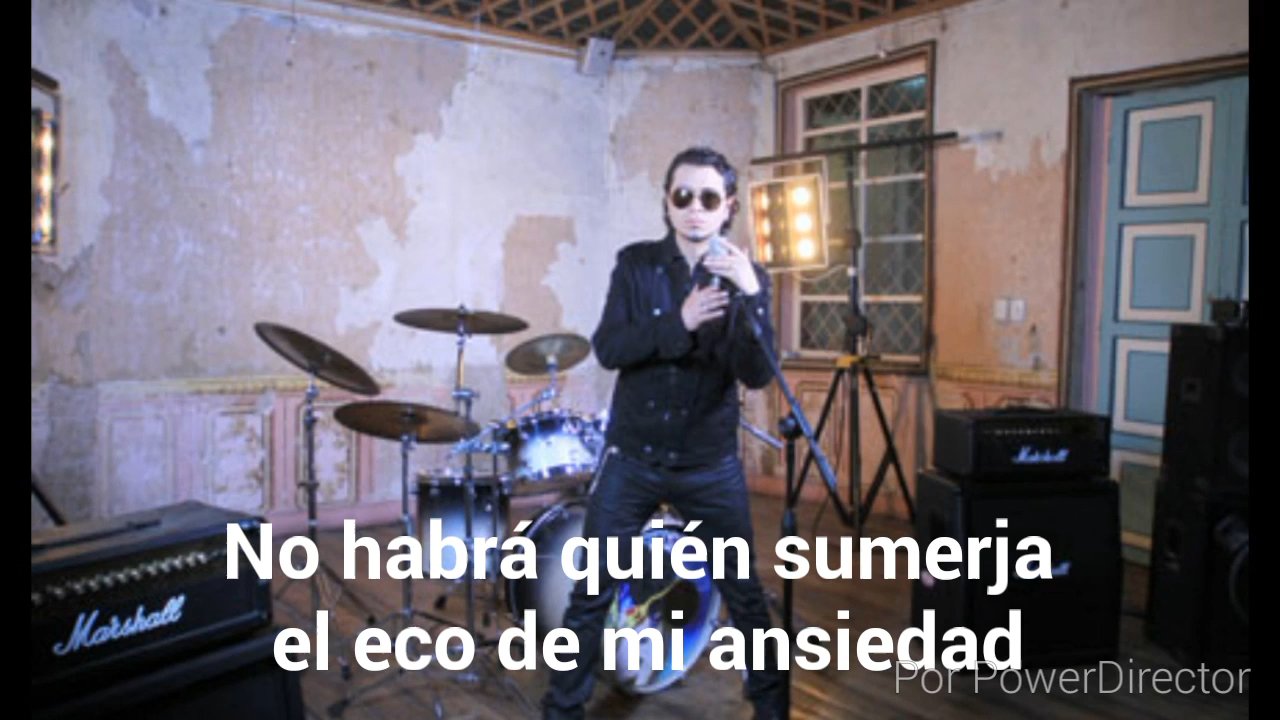 Marshall
Marshall
No habrá quién sumerja
el eco de mi ansiedad
Por PowerDirector